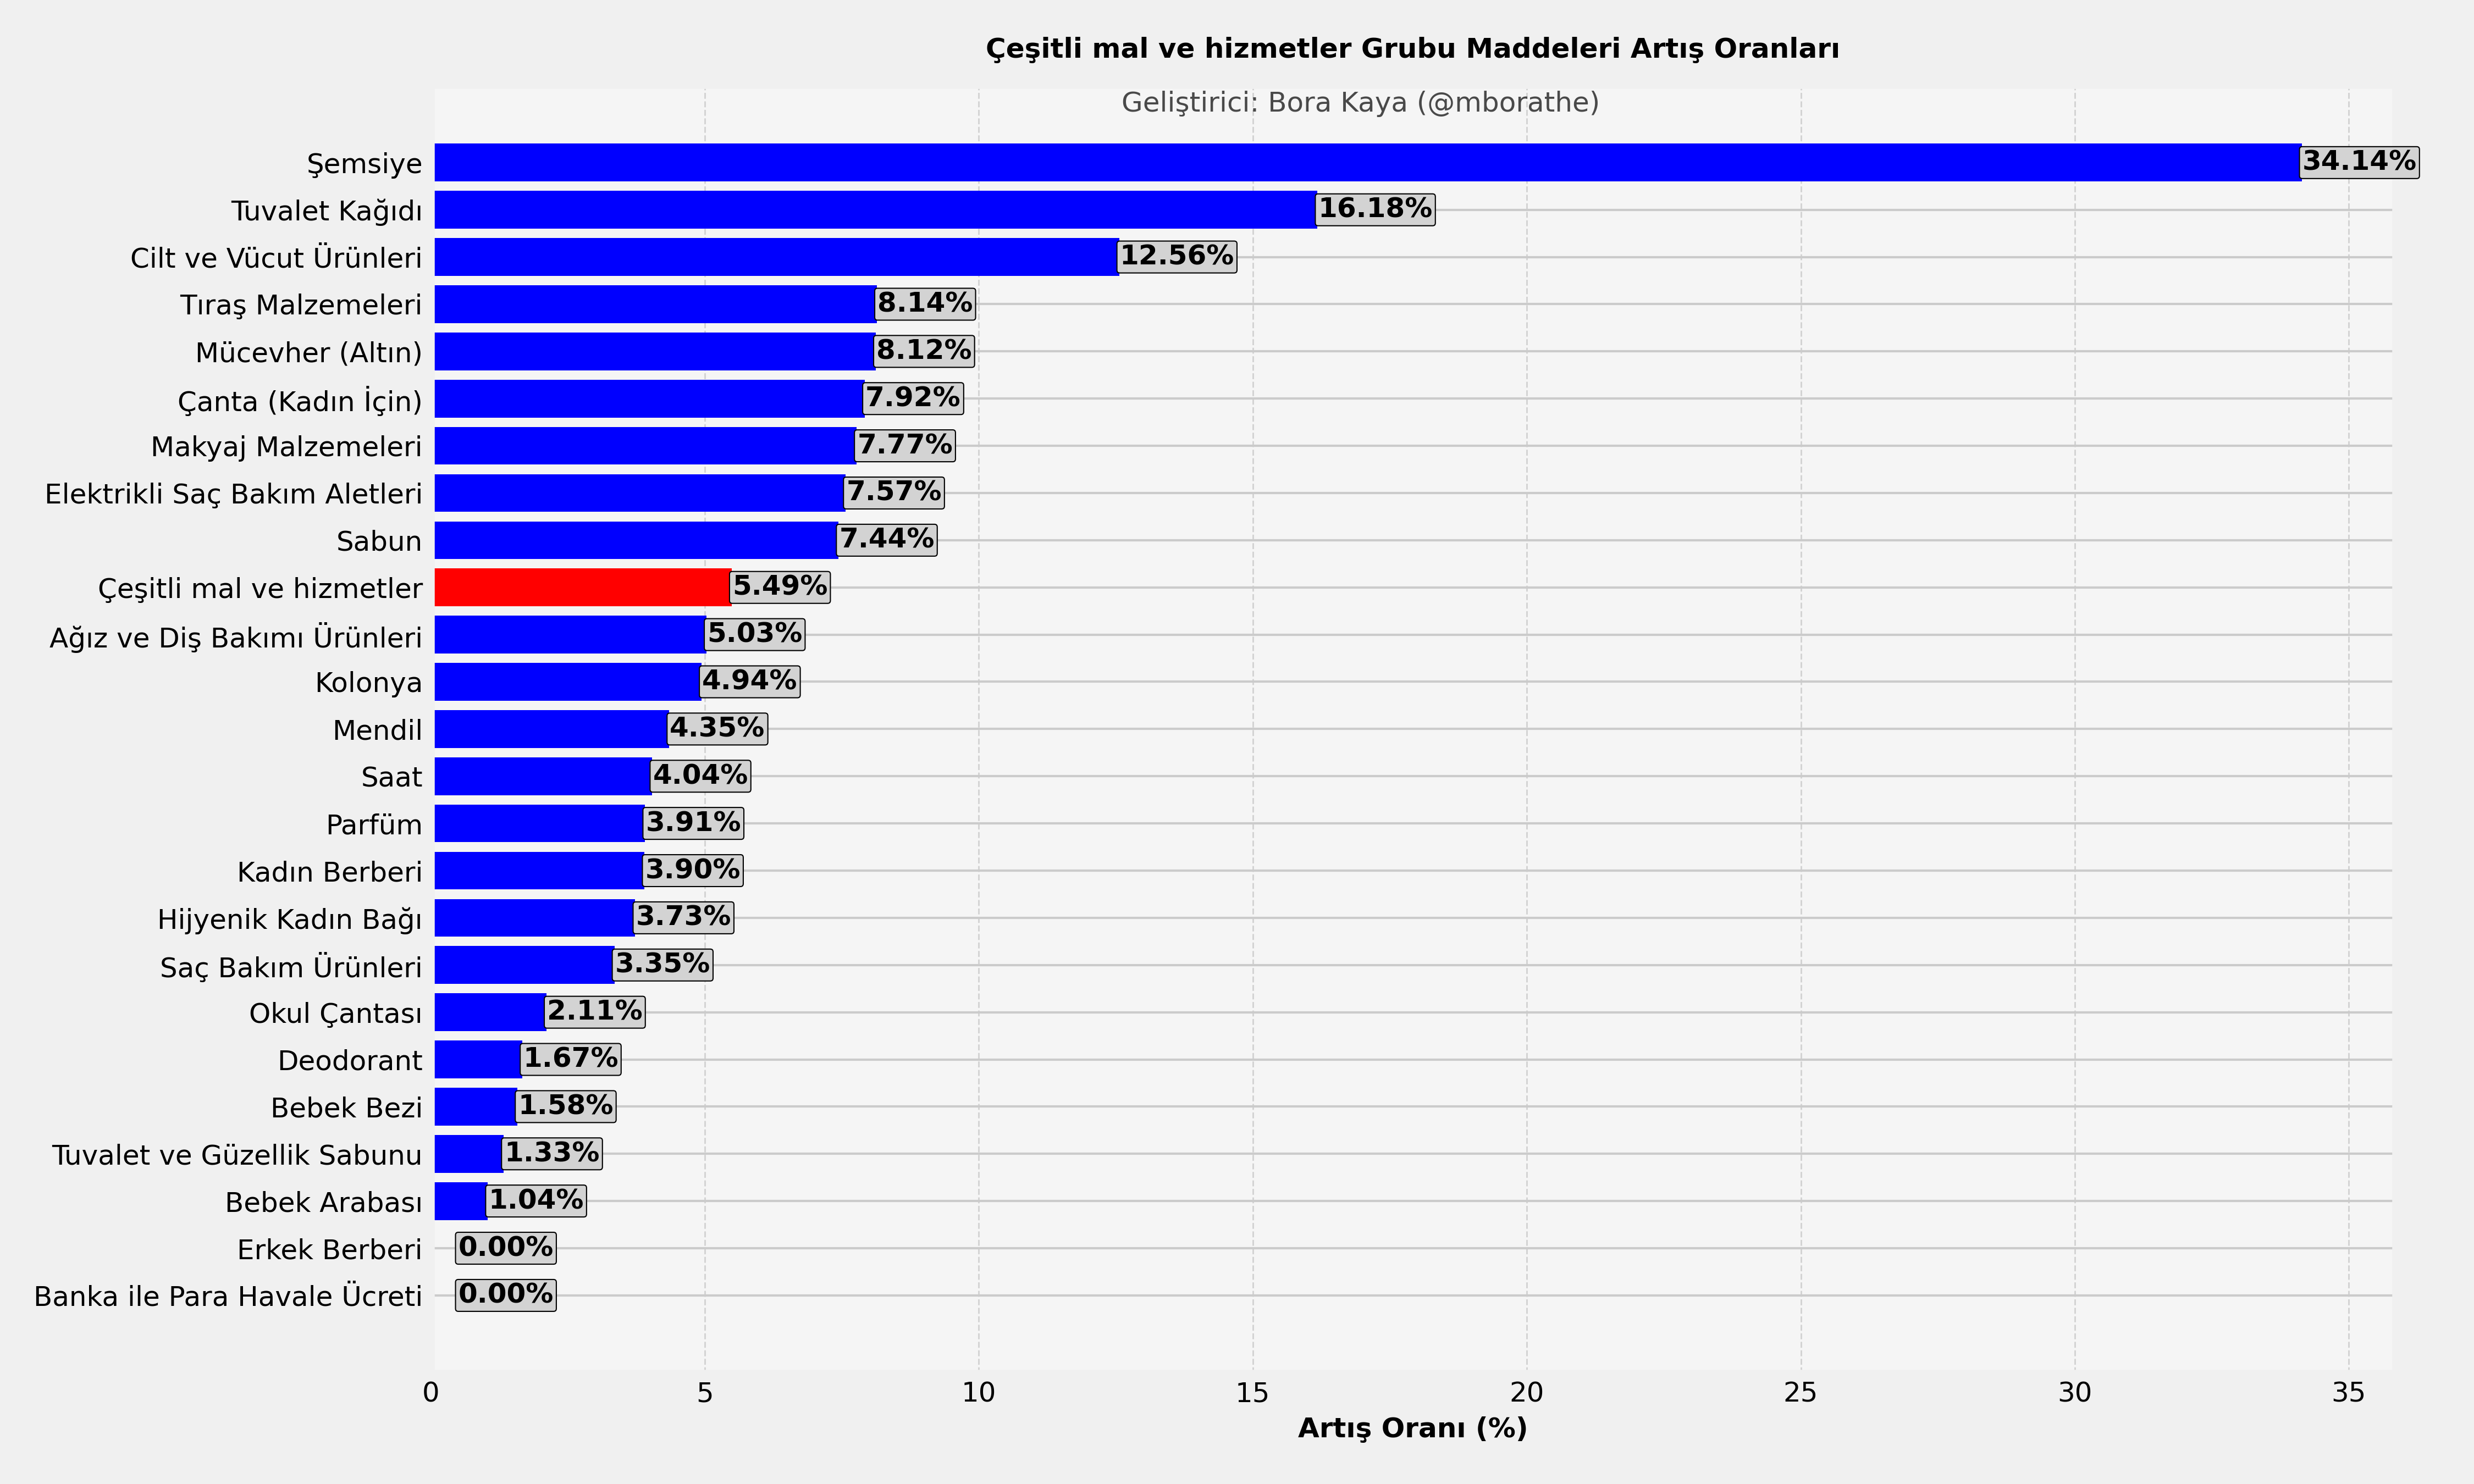 Çeşitli mal ve hizmetler Grubu Maddeleri Artış Oranları
Geliştirici: Bora Kaya (@mborathe)
Şemsiye 34.14%
Tuvalet Kağıdı 16.18%
Cilt ve Vücut Ürünleri 12.56%
Tıraş Malzemeleri 8.14%
Mücevher (Altın) 8.12%
Çanta (Kadın İçin) 7.92%
Makyaj Malzemeleri 7.77%
Elektrikli Saç Bakım Aletleri 7.57%
Sabun 7.44%
Çeşitli mal ve hizmetler 5.49%
Ağız ve Diş Bakımı Ürünleri 5.03%
Kolonya 4.94%
Mendil 4.35%
Saat 4.04%
Parfüm 3.91%
Kadın Berberi 3.90%
Hijyenik Kadın Bağı 3.73%
Saç Bakım Ürünleri 3.35%
Okul Çantası 2.11%
Deodorant 1.67%
Bebek Bezi 1.58%
Tuvalet ve Güzellik Sabunu 1.33%
Bebek Arabası 1.04%
Erkek Berberi 0.00%
Banka ile Para Havale Ücreti 0.00%
0 5 10 15 20 25 30 35
Artış Oranı (%)